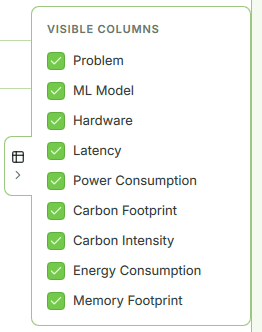 VISIBLE COLUMNS
Problem
ML Model
Hardware
Latency
Power Consumption
Carbon Footprint
Carbon Intensity
Energy Consumption
Memory Footprint